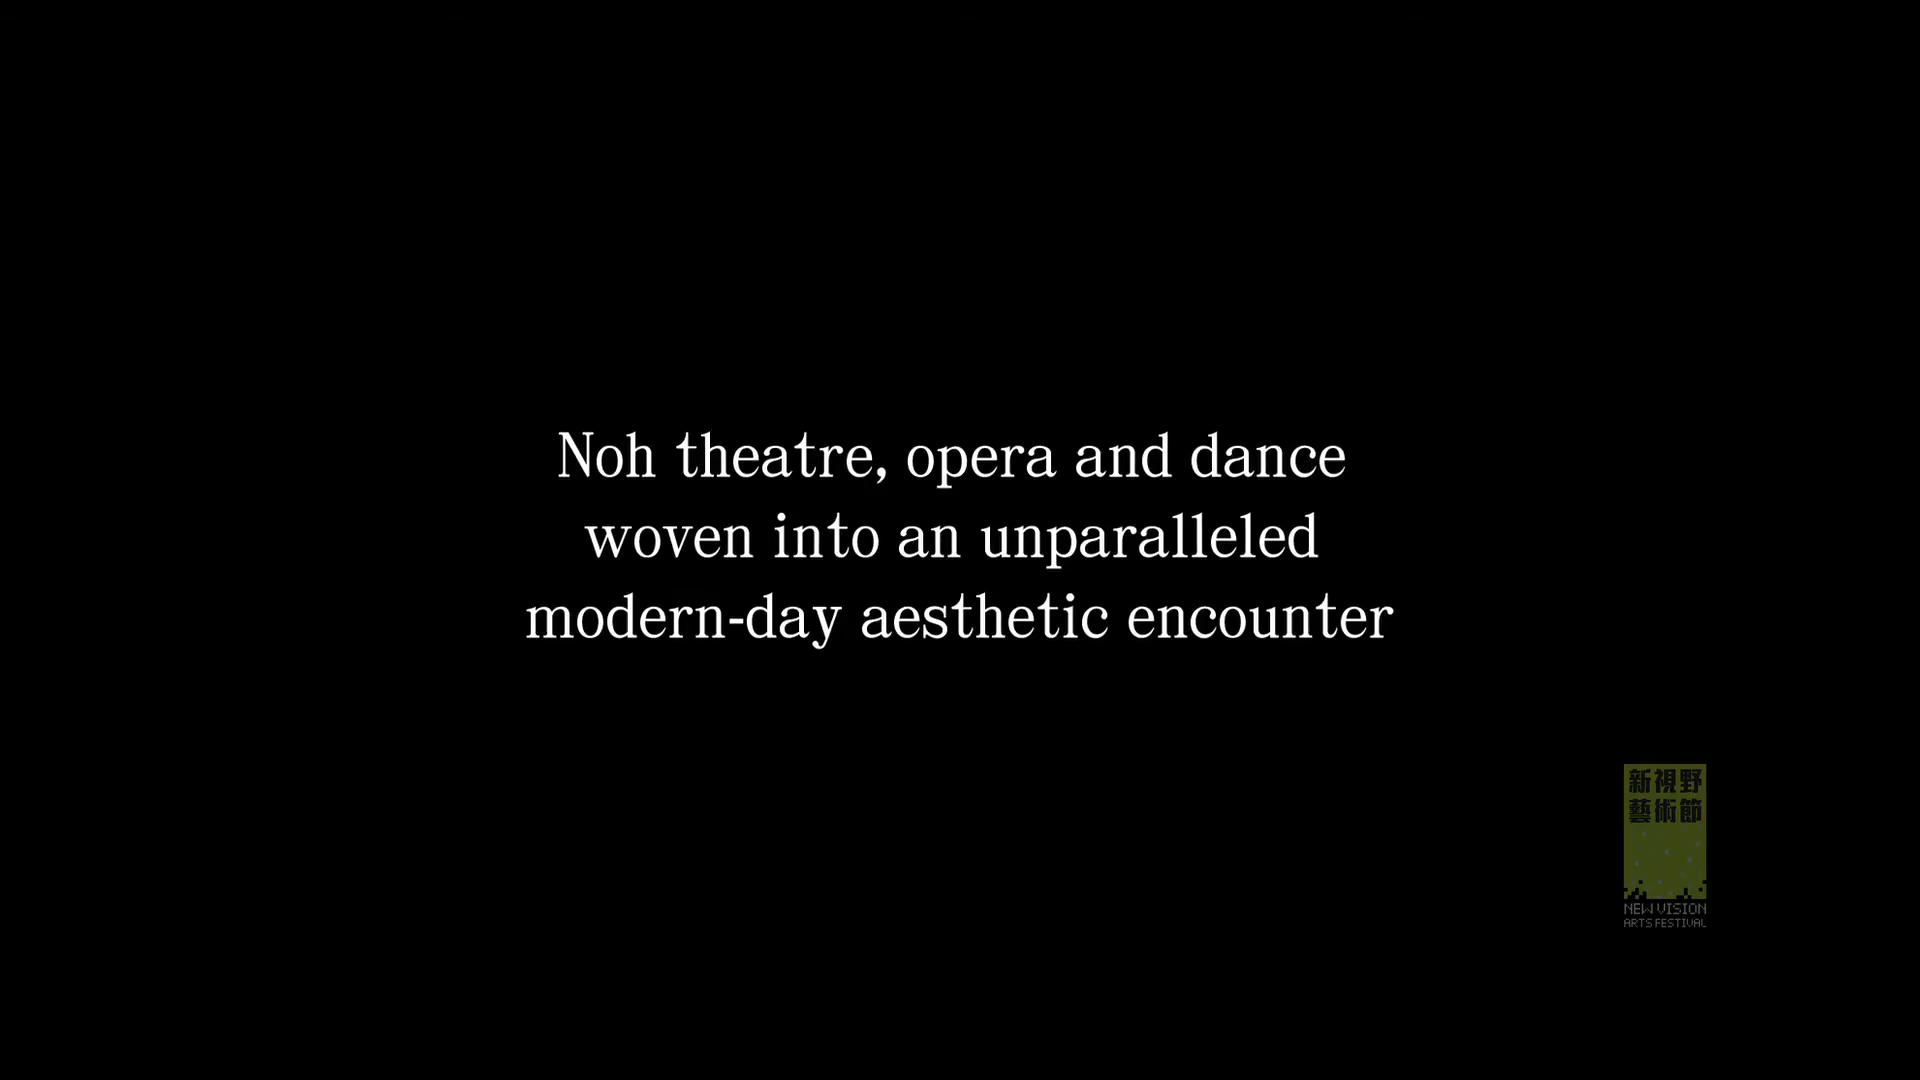 Noh theatre, opera and dance
woven into an unparalleled
modern-day aesthetic encounter
新視野
藝術節
NEW VISION
ARTS FESTIVAL